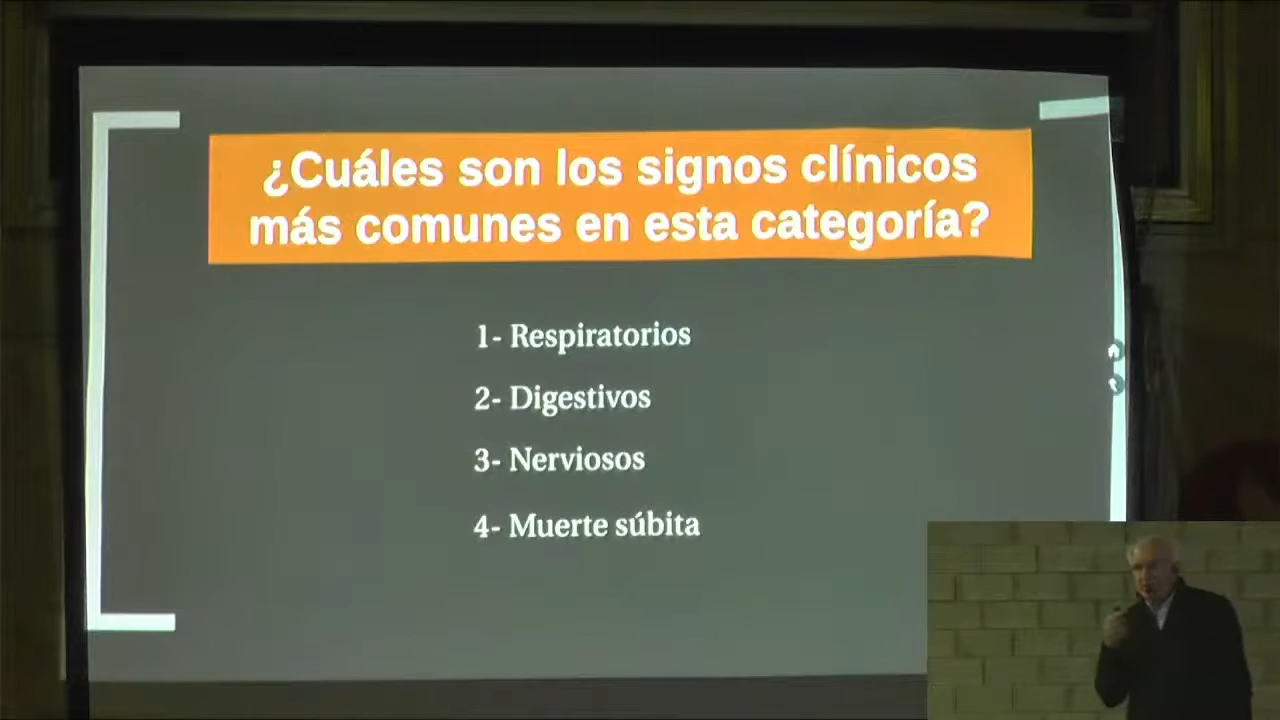 ¿Cuáles son los signos clínicos
más comunes en esta categoría?
1- Respiratorios
2- Digestivos
3- Nerviosos
4- Muerte súbita